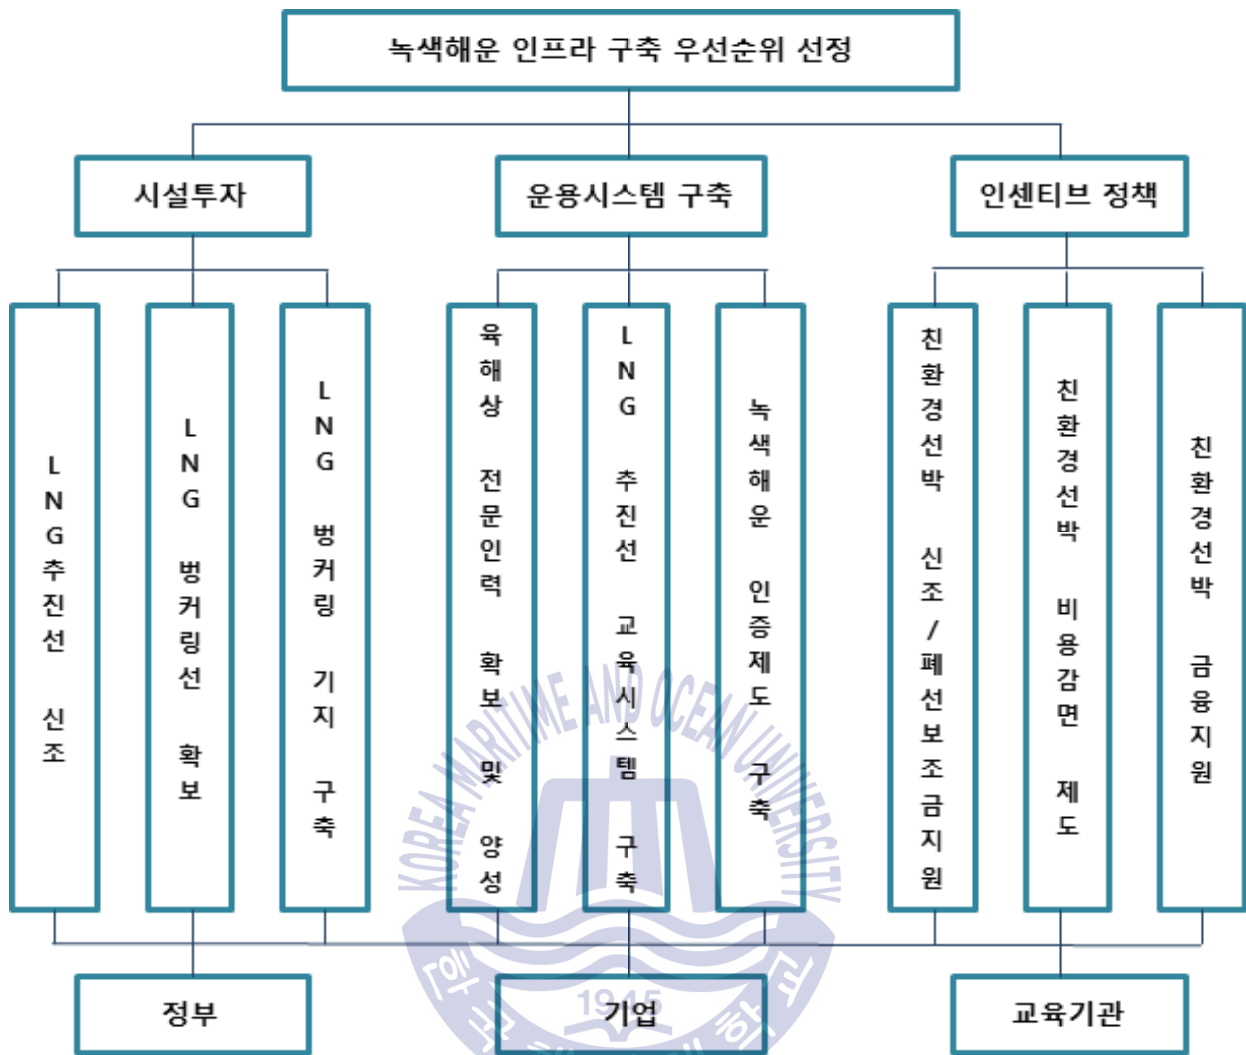 녹색해운 인프라 구축 우선순위 선정
시설투자
운용시스템 구축
인센티브 정책
LNG추진선 신조
LNG 벙커링선 확보
LNG 벙커링 기지 구축
육해상 전문인력 확보 및 양성
LNG 추진선 교육시스템 구축
녹색해운 인증제도 구축
친환경선박 신조/폐선보조금지원
친환경선박 비용감면 제도
친환경선박 금융지원
KOREA MARITIME AND OCEAN UNIVERSITY
1945
정부
기업
교육기관